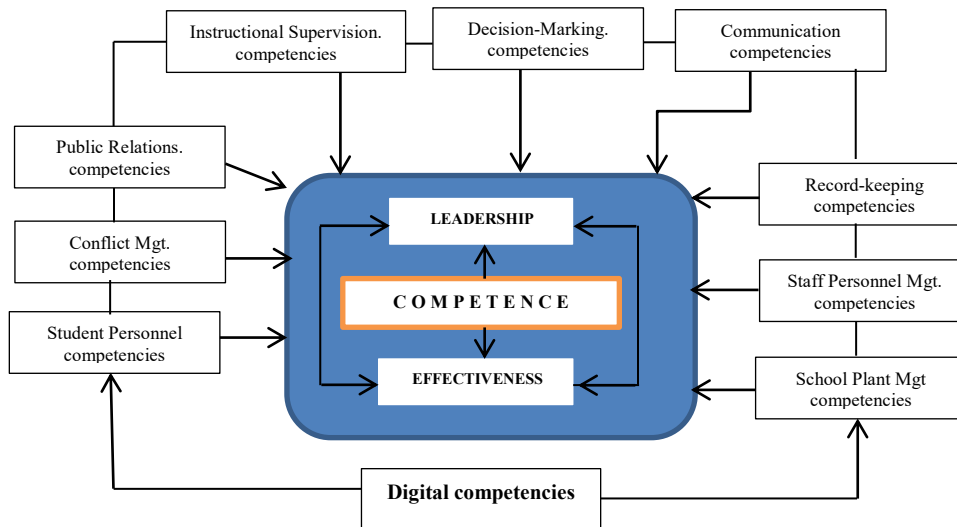 Instructional Supervision.
competencies
Decision-Marking.
competencies
Communication
competencies
Public Relations.
competencies
Record-keeping
competencies
LEADERSHIP
Conflict Mgt.
competencies
Staff Personnel Mgt.
competencies
C O M P E T E N C E
Student Personnel
competencies
EFFECTIVENESS
School Plant Mgt
competencies
Digital competencies